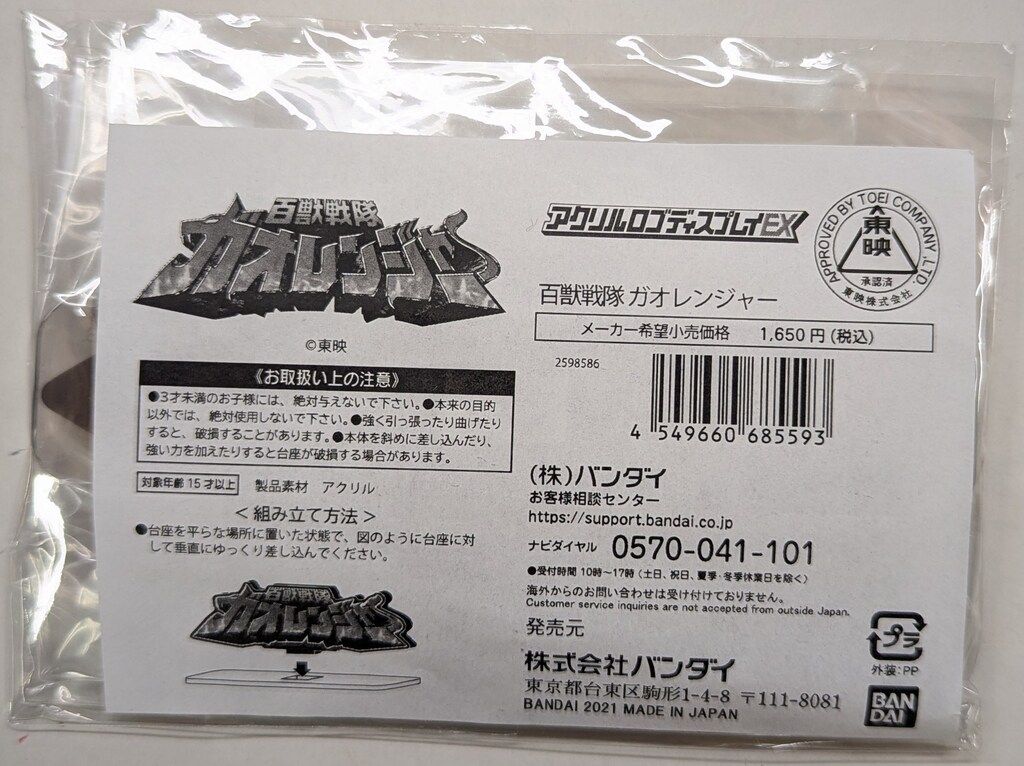 百獣戦隊
ガオレンジャー
©東映
《お取扱い上の注意》
●3才未満のお子様には、絶対与えないで下さい。●本来の目的
以外では、絶対使用しないで下さい。●強く引っ張ったり曲げたり
すると、破損することがあります。●本体を斜めに差し込んだり、
強い力を加えたりすると台座が破損する場合があります。
対象年齢 15才以上 製品素材 アクリル
＜組み立て方法＞
●台座を平らな場所に置いた状態で、図のように台座に対
して垂直にゆっくり差し込んでください。
百獣戦隊
ガオレンジャー
アクリルロゴディスプレイEX
APPROVED BY TOEI COMPANY, LTD.
東映
承認済
東映株式会社
百獣戦隊 ガオレンジャー
メーカー希望小売価格 1,650円(税込)
2598586
4 549660 685593
(株)バンダイ
お客様相談センター
https://support.bandai.co.jp
ナビダイヤル 0570-041-101
●受付時間 10時〜17時 (土日、祝日、夏季・冬季休業日を除く)
海外からのお問い合わせは受け付けておりません。
Customer service inquiries are not accepted from outside Japan.
発売元
株式会社バンダイ
東京都台東区駒形1-4-8 〒111-8081
BANDAI 2021 MADE IN JAPAN
プラ
外装:PP
BAN
DAI